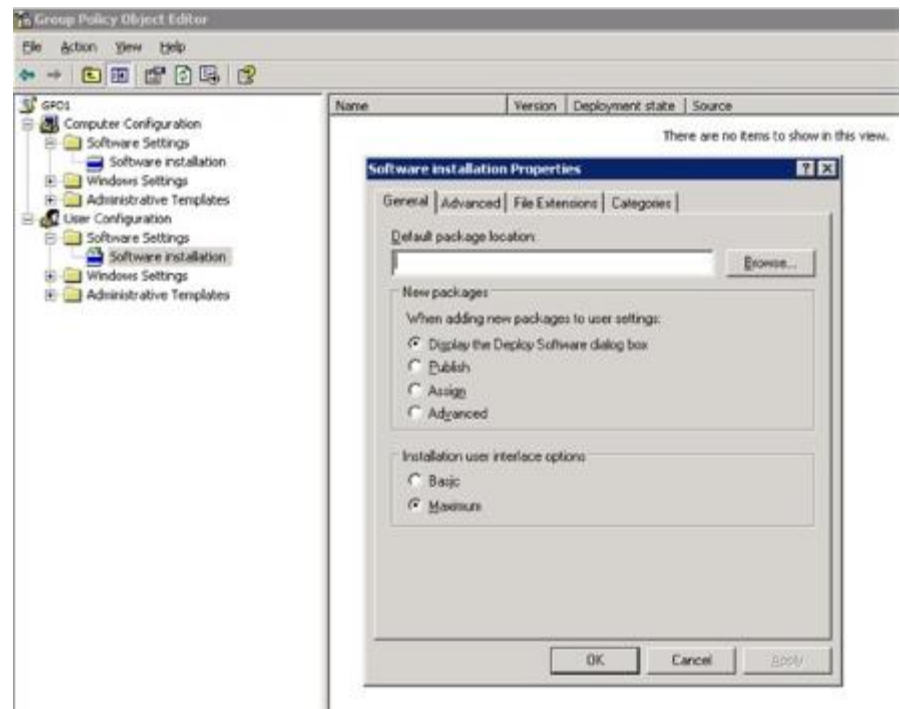 Group Policy Object Editor
File Action View Help
GPO1
Computer Configuration
Software Settings
Software installation
Windows Settings
Administrative Templates
User Configuration
Software Settings
Software installation
Windows Settings
Administrative Templates
Name Version Deployment state Source
There are no items to show in this view.
Software installation Properties
General Advanced File Extensions Categories
Default package location:
Browse...
New packages
When adding new packages to user settings:
Display the Deploy Software dialog box
Publish
Assign
Advanced
Installation user interface options
Basic
Maximum
OK Cancel Apply